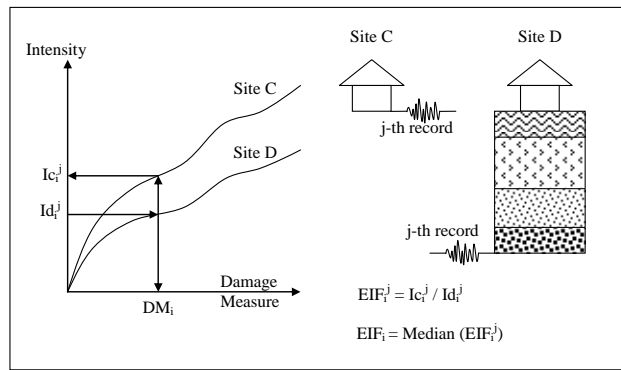 Intensity
Site C
Site D
Ic_i^j
Id_i^j
Damage
Measure
DM_i
Site C
Site D
j-th record
j-th record
EIF_i^j = Ic_i^j / Id_i^j
EIF_i = Median (EIF_i^j)